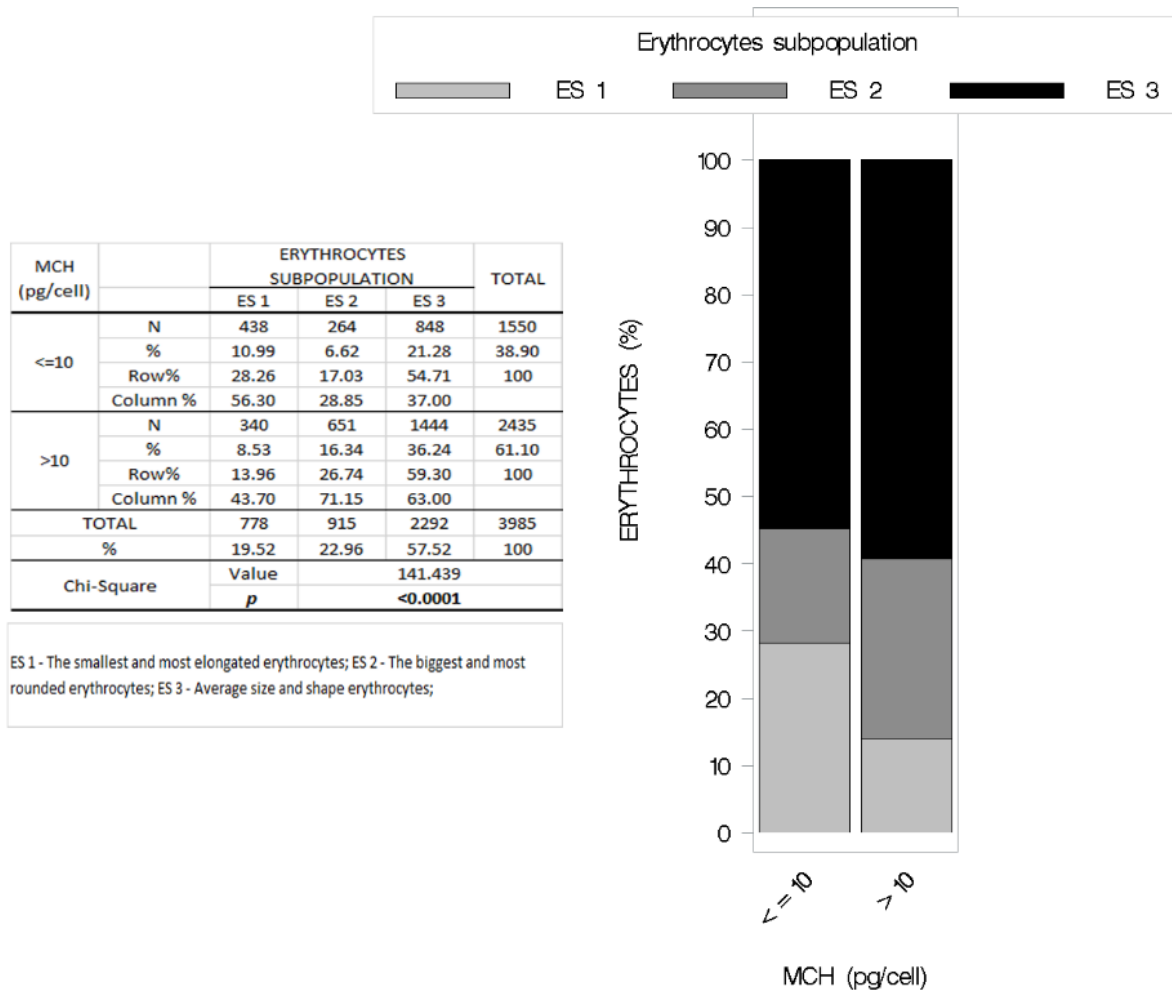 Erythrocytes subpopulation
ES 1 ES 2 ES 3
MCH (pg/cell) ERYTHROCYTES SUBPOPULATION TOTAL
ES 1 ES 2 ES 3
<=10 N 438 264 848 1550
% 10.99 6.62 21.28 38.90
Row% 28.26 17.03 54.71 100
Column % 56.30 28.85 37.00
>10 N 340 651 1444 2435
% 8.53 16.34 36.24 61.10
Row% 13.96 26.74 59.30 100
Column % 43.70 71.15 63.00
TOTAL 778 915 2292 3985
% 19.52 22.96 57.52 100
Chi-Square Value 141.439
p <0.0001
ES 1 - The smallest and most elongated erythrocytes; ES 2 - The biggest and most
rounded erythrocytes; ES 3 - Average size and shape erythrocytes;
ERYTHROCYTES (%)
100
90
80
70
60
50
40
30
20
10
0
<=10 >10
MCH (pg/cell)